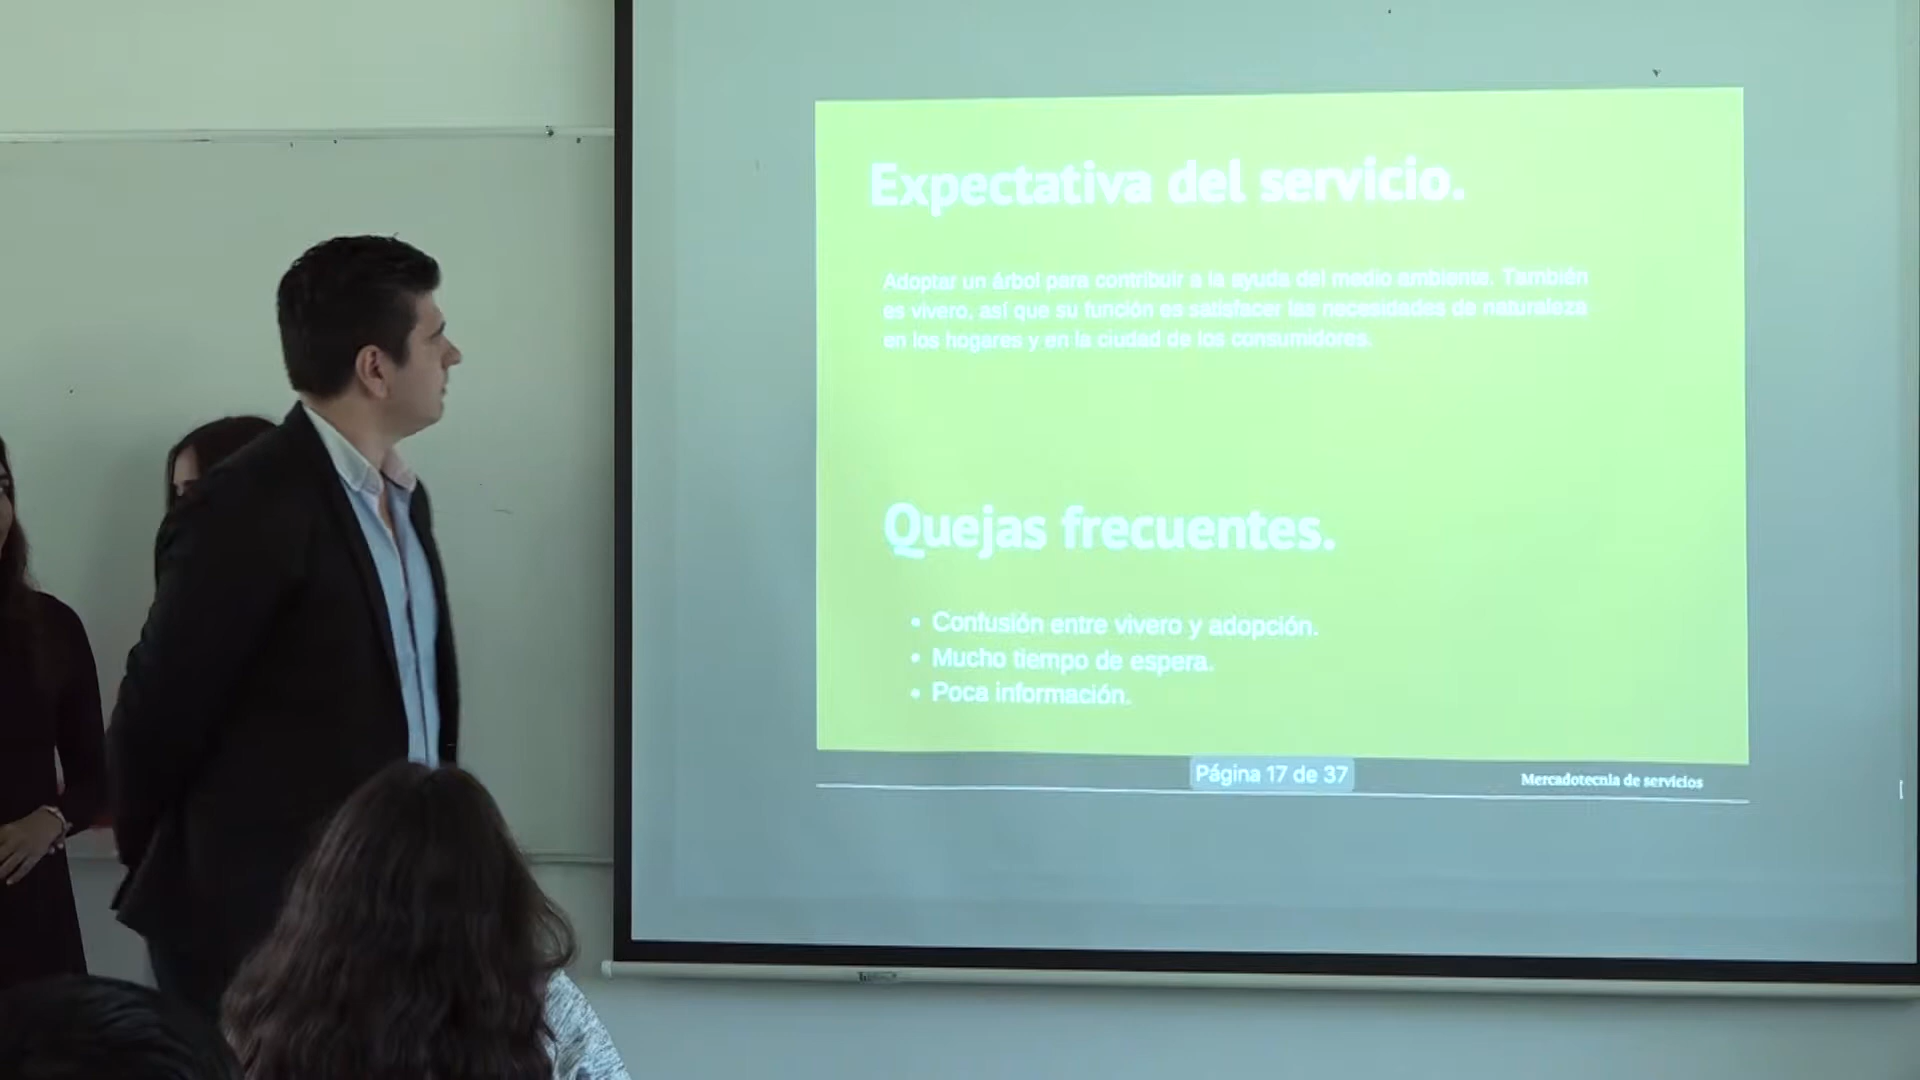 Expectativa del servicio.
Adoptar un árbol para contribuir a la ayuda del medio ambiente. También
es vivero, así que su función es satisfacer las necesidades de naturaleza
en los hogares y en la ciudad de los consumidores.
Quejas frecuentes.
• Confusión entre vivero y adopción.
• Mucho tiempo de espera.
• Poca información.
Página 17 de 37
Mercadotecnia de servicios